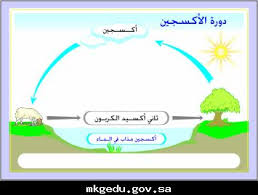 دورة الأكسجين
أكسجين
ثاني أكسيد الكربون
أكسجين مذاب في الماء
mkgedu.gov.sa